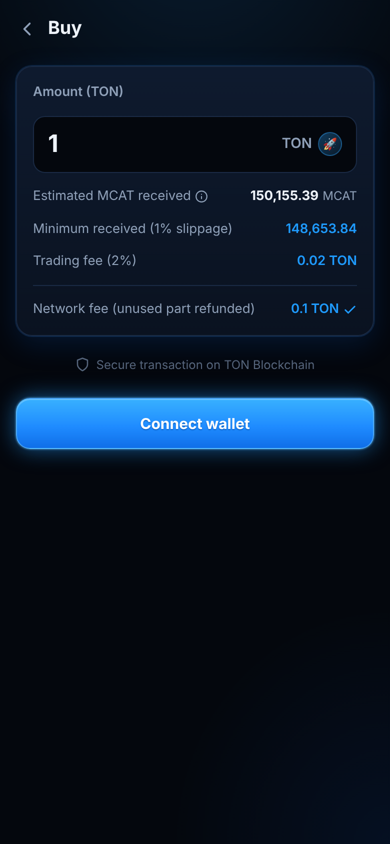 Buy
Amount (TON)
1 TON
Estimated MCAT received 150,155.39 MCAT
Minimum received (1% slippage) 148,653.84
Trading fee (2%) 0.02 TON
Network fee (unused part refunded) 0.1 TON
Secure transaction on TON Blockchain
Connect wallet